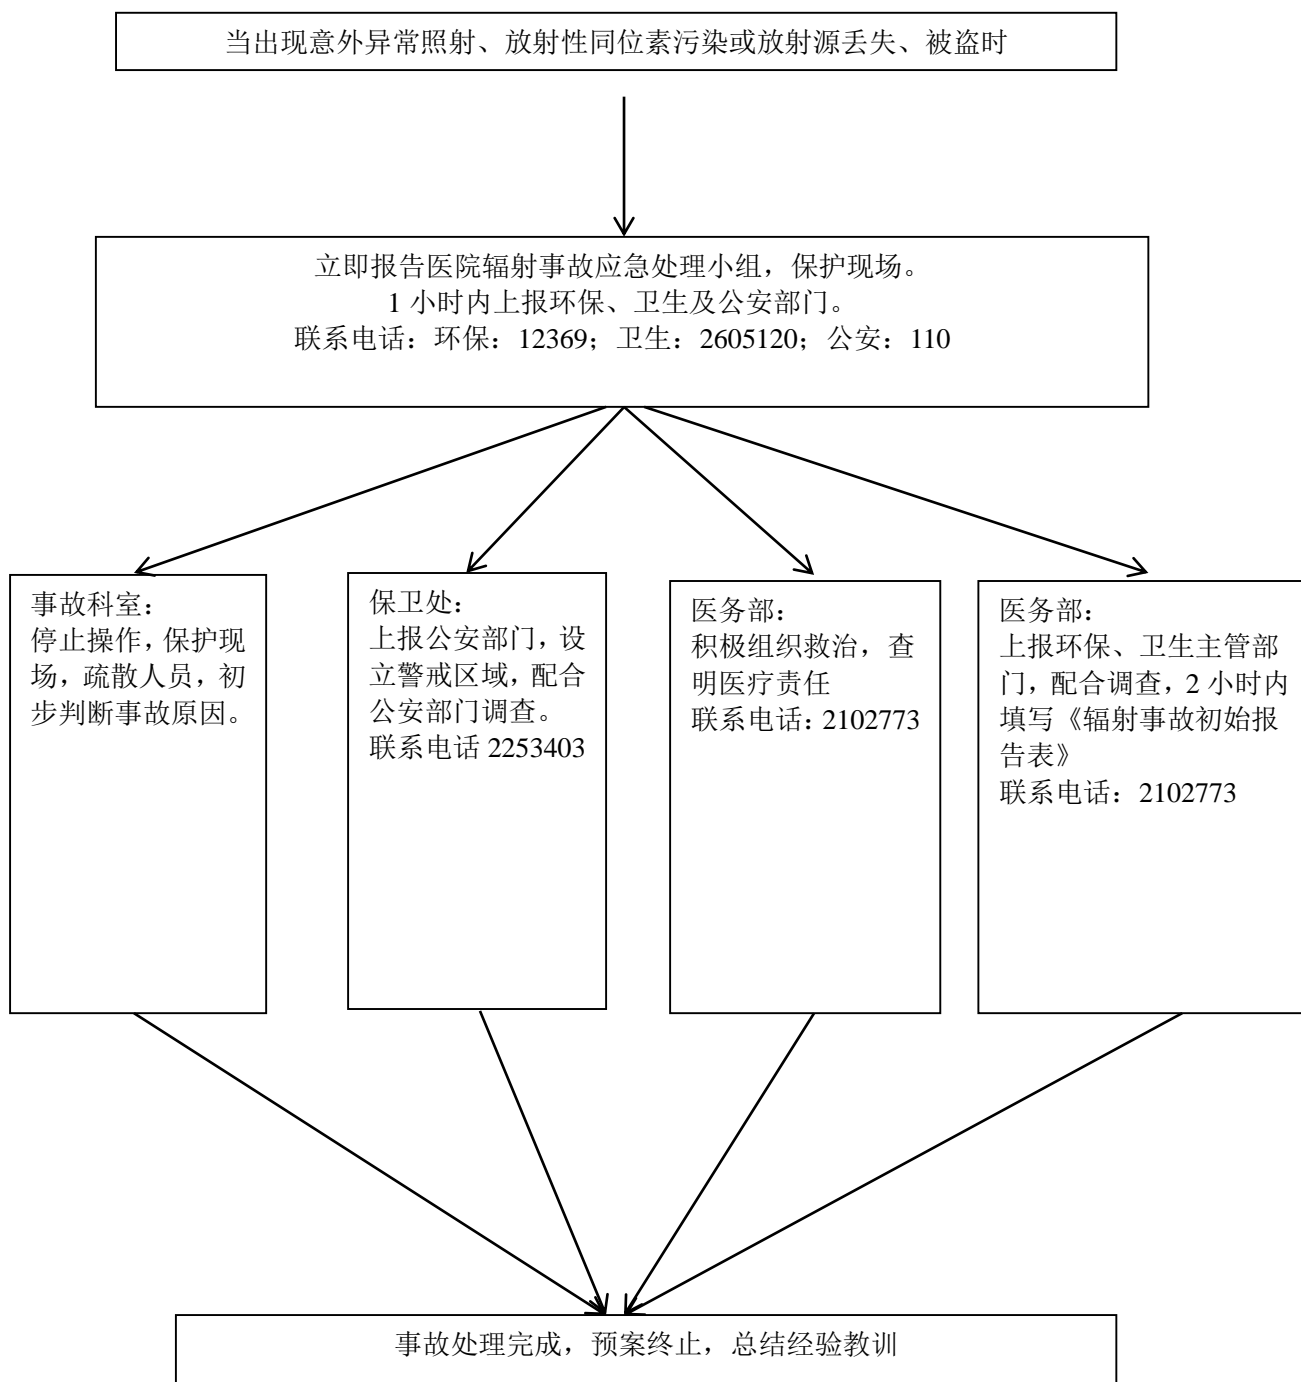 当出现意外异常照射、放射性同位素污染或放射源丢失、被盗时
立即报告医院辐射事故应急处理小组，保护现场。
1 小时内上报环保、卫生及公安部门。
联系电话：环保：12369；卫生：2605120；公安：110
事故科室：
停止操作，保护现
场，疏散人员，初
步判断事故原因。
保卫处：
上报公安部门，设
立警戒区域，配合
公安部门调查。
联系电话 2253403
医务部：
积极组织救治，查
明医疗责任
联系电话：2102773
医务部：
上报环保、卫生主管部
门，配合调查，2 小时内
填写《辐射事故初始报
告表》
联系电话：2102773
事故处理完成，预案终止，总结经验教训